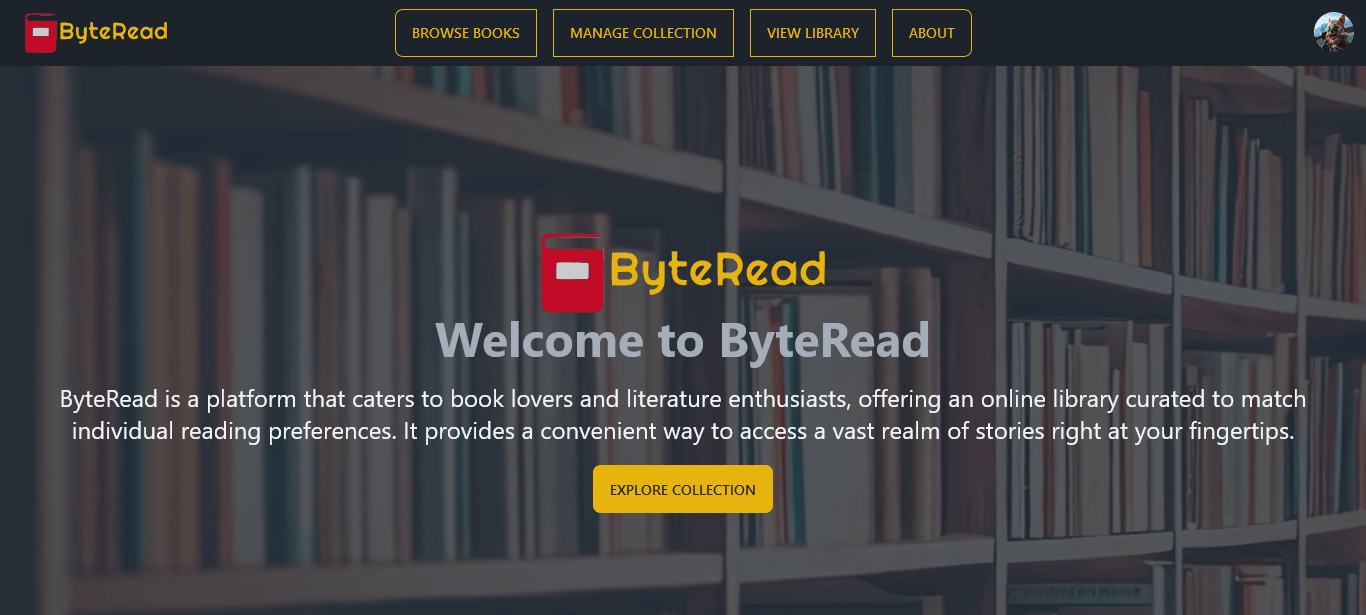 ByteRead
BROWSE BOOKS
MANAGE COLLECTION
VIEW LIBRARY
ABOUT
ByteRead
Welcome to ByteRead
ByteRead is a platform that caters to book lovers and literature enthusiasts, offering an online library curated to match
individual reading preferences. It provides a convenient way to access a vast realm of stories right at your fingertips.
EXPLORE COLLECTION